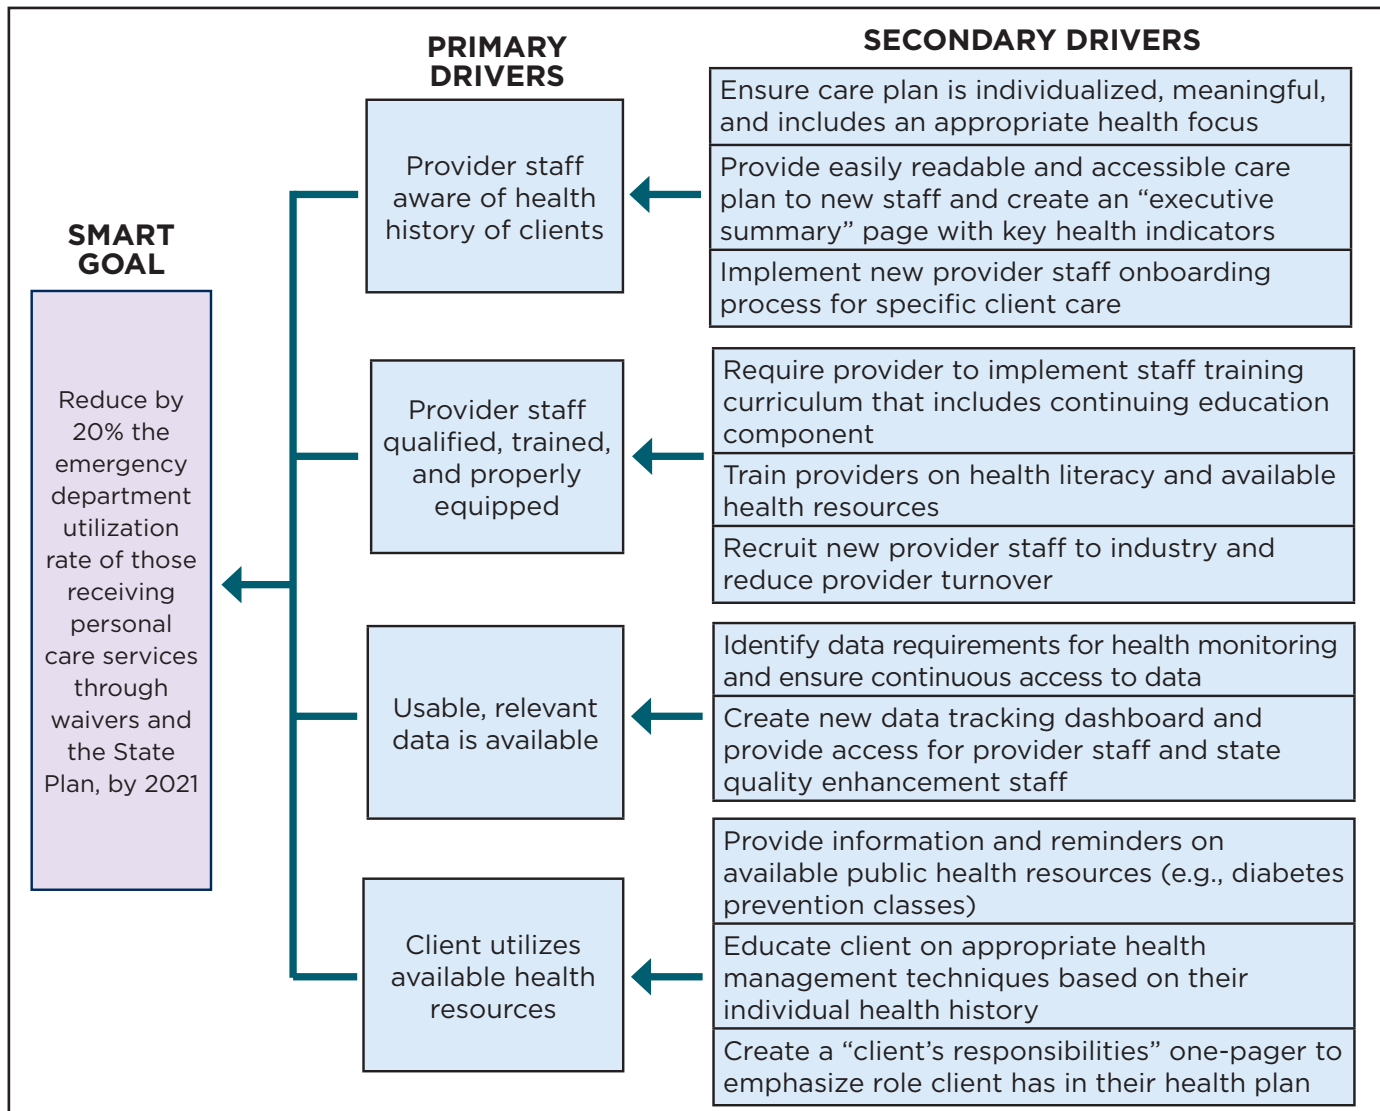 PRIMARY
DRIVERS
SECONDARY DRIVERS
SMART
GOAL
Reduce by
20% the
emergency
department
utilization
rate of those
receiving
personal
care services
through
waivers and
the State
Plan, by 2021
Provider staff
aware of health
history of clients
Ensure care plan is individualized, meaningful,
and includes an appropriate health focus
Provide easily readable and accessible care
plan to new staff and create an “executive
summary” page with key health indicators
Implement new provider staff onboarding
process for specific client care
Provider staff
qualified, trained,
and properly
equipped
Require provider to implement staff training
curriculum that includes continuing education
component
Train providers on health literacy and available
health resources
Recruit new provider staff to industry and
reduce provider turnover
Usable, relevant
data is available
Identify data requirements for health monitoring
and ensure continuous access to data
Create new data tracking dashboard and
provide access for provider staff and state
quality enhancement staff
Client utilizes
available health
resources
Provide information and reminders on
available public health resources (e.g., diabetes
prevention classes)
Educate client on appropriate health
management techniques based on their
individual health history
Create a “client’s responsibilities” one-pager to
emphasize role client has in their health plan